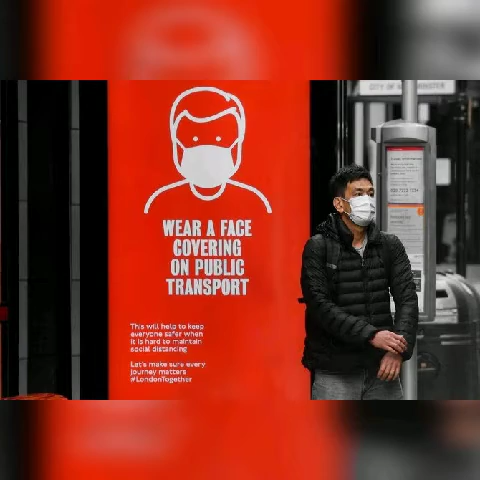 CITY OF WESTMINSTER
WEAR A FACE
COVERING
ON PUBLIC
TRANSPORT
This will help to keep
everyone safer when
it is hard to maintain
social distancing
Let's make sure every
journey matters
#LondonTogether